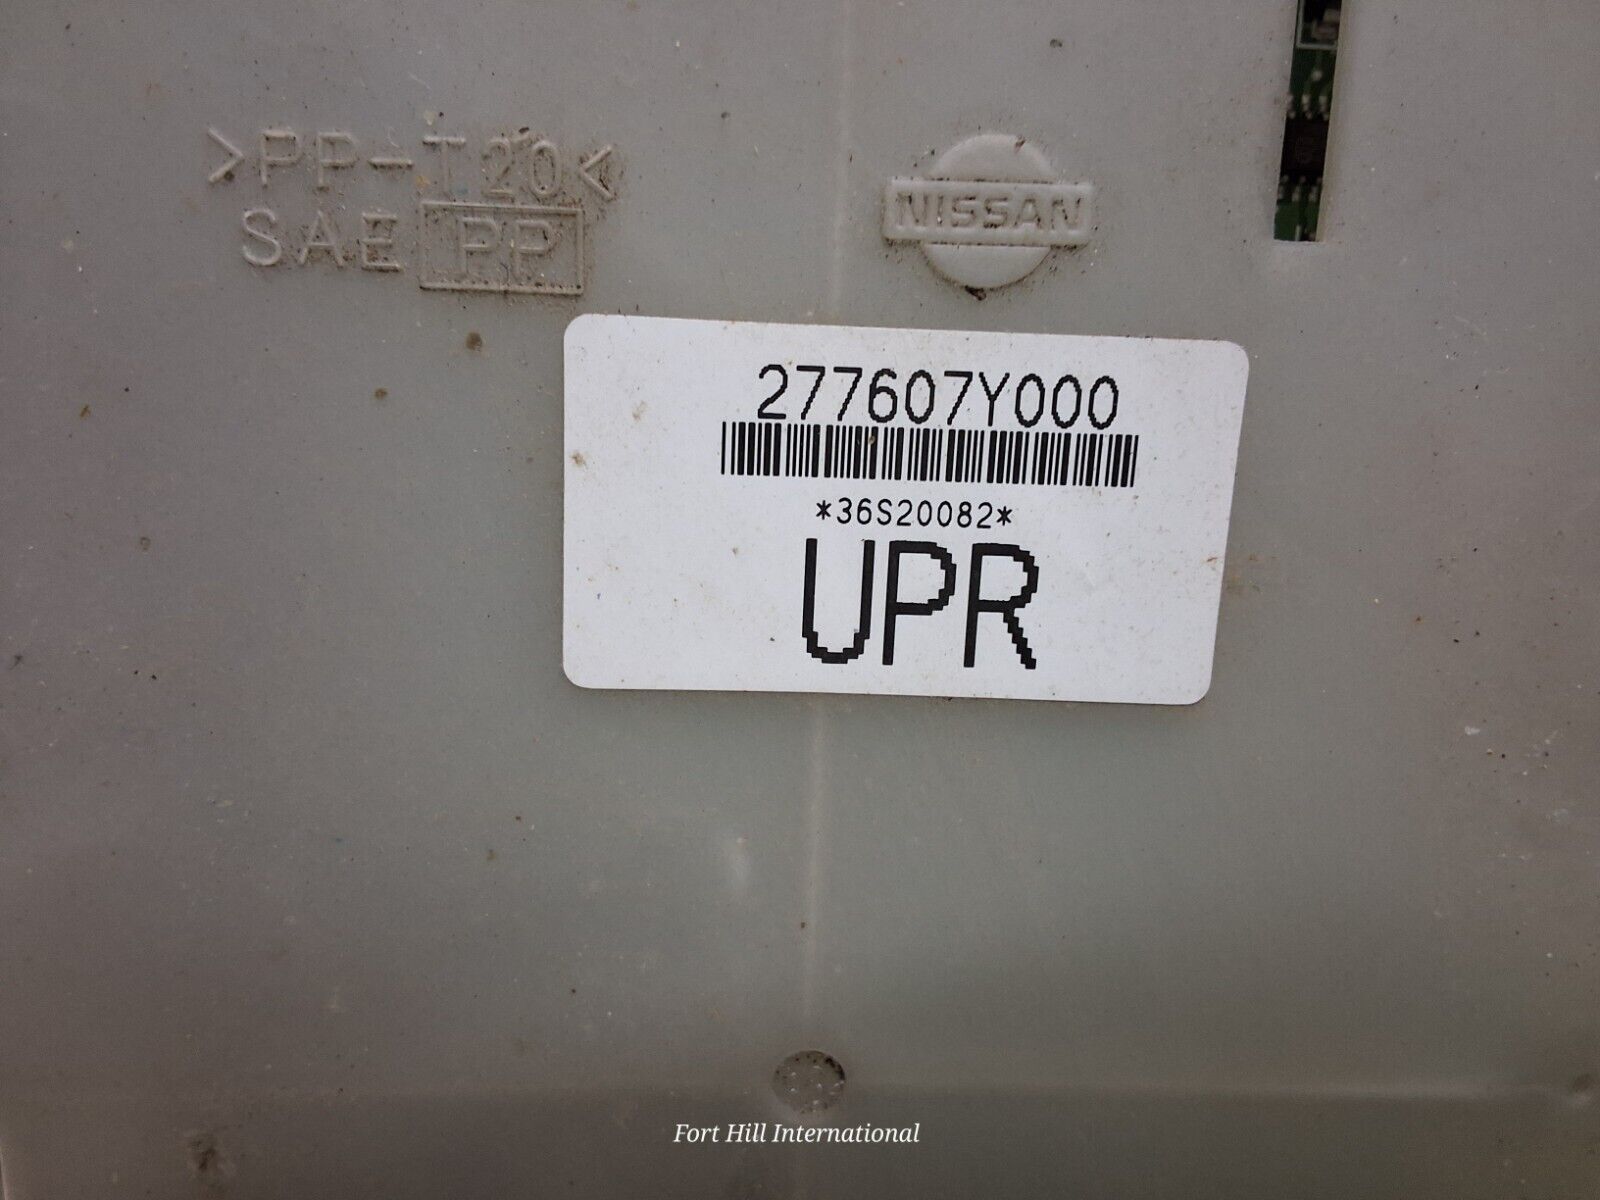 >PP-T20<
SAE PP
NISSAN
277607Y000
*36S20082*
UPR
Fort Hill International